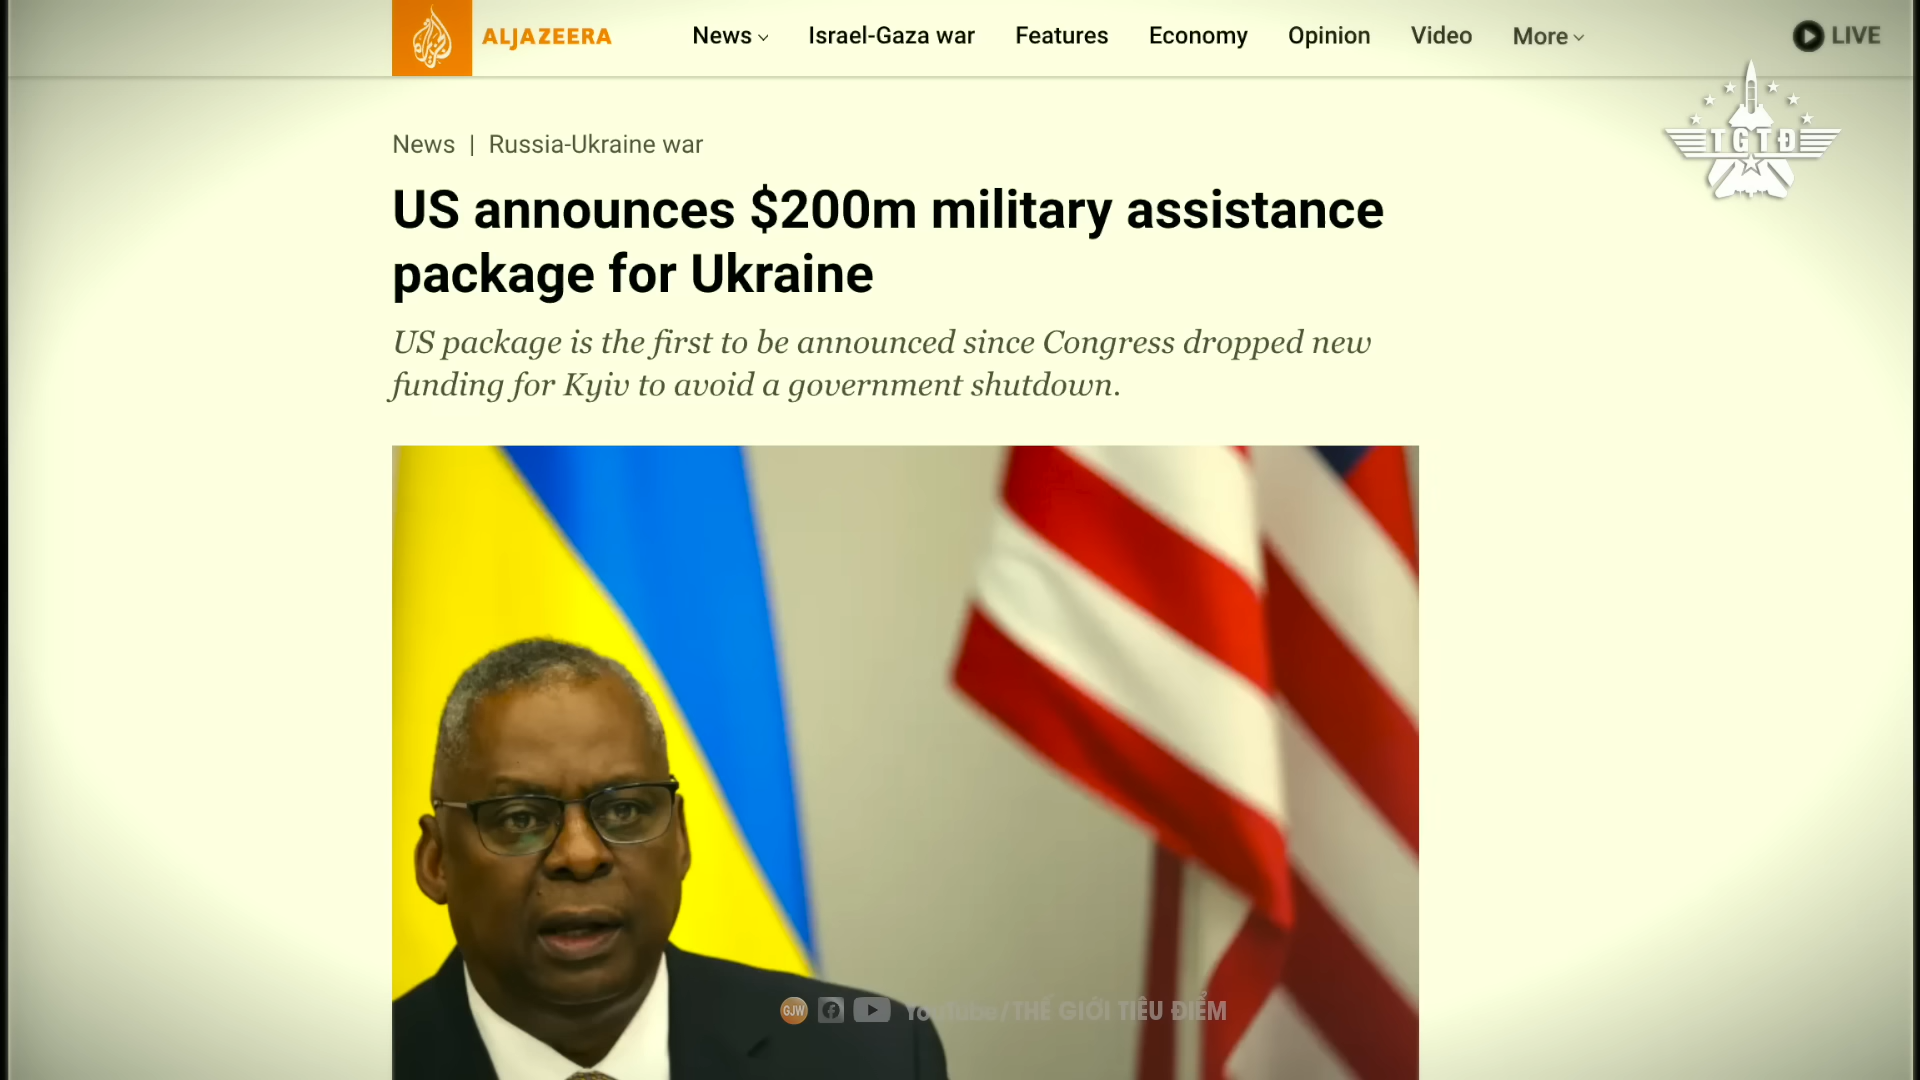 ALJAZEERA
News
Israel-Gaza war
Features
Economy
Opinion
Video
More
LIVE
TGTĐ
News | Russia-Ukraine war
US announces $200m military assistance
package for Ukraine
US package is the first to be announced since Congress dropped new
funding for Kyiv to avoid a government shutdown.
GJW YouTube/THẾ GIỚI TIÊU ĐIỂM